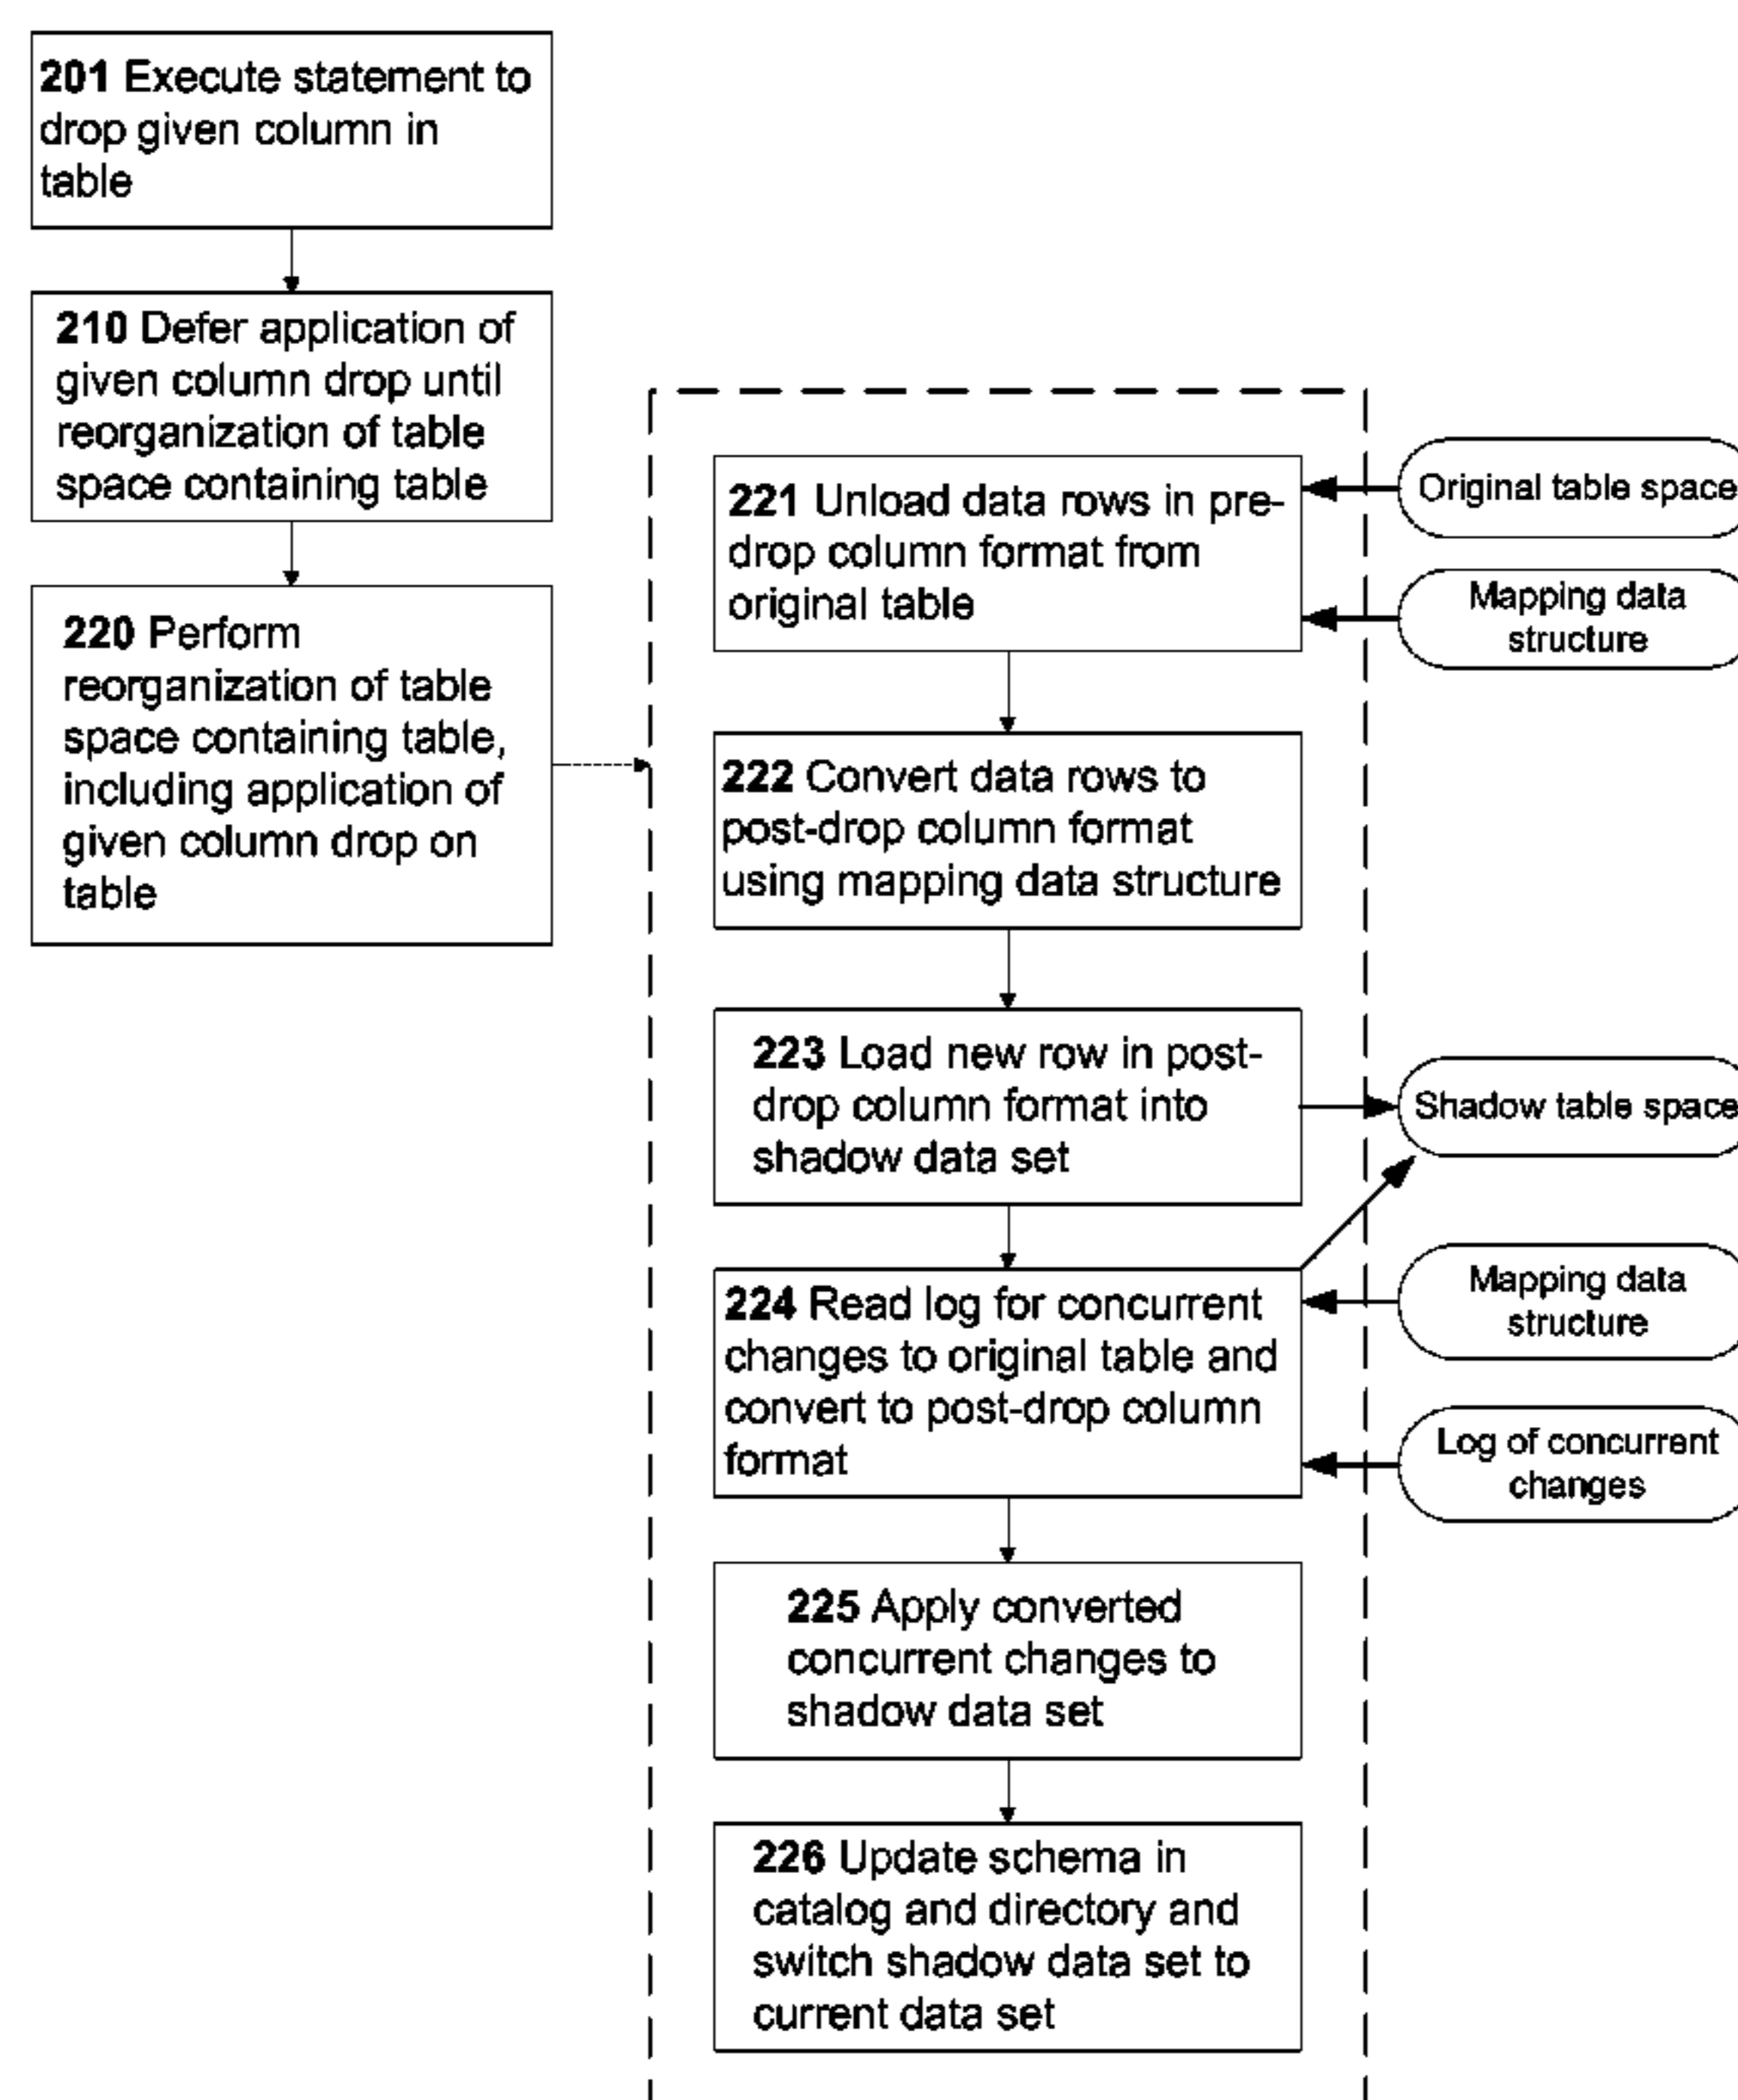 201 Execute statement to
drop given column in
table
210 Defer application of
given column drop until
reorganization of table
space containing table
220 Perform
reorganization of table
space containing table,
including application of
given column drop on
table
221 Unload data rows in pre-
drop column format from
original table
Original table space
Mapping data
structure
222 Convert data rows to
post-drop column format
using mapping data structure
223 Load new row in post-
drop column format into
shadow data set
Shadow table space
224 Read log for concurrent
changes to original table and
convert to post-drop column
format
Mapping data
structure
Log of concurrent
changes
225 Apply converted
concurrent changes to
shadow data set
226 Update schema in
catalog and directory and
switch shadow data set to
current data set